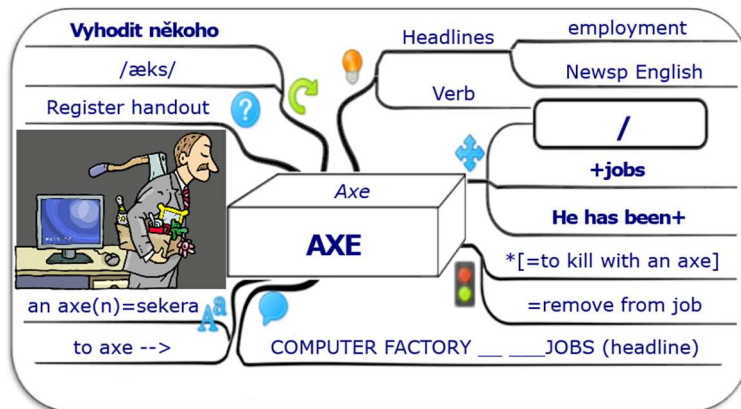 Vyhodit někoho
/æks/
Register handout
an axe(n)=sekera
to axe -->
Axe
AXE
Headlines
employment
Newsp English
Verb
/
+jobs
He has been+
*[=to kill with an axe]
=remove from job
COMPUTER FACTORY __ ___JOBS (headline)